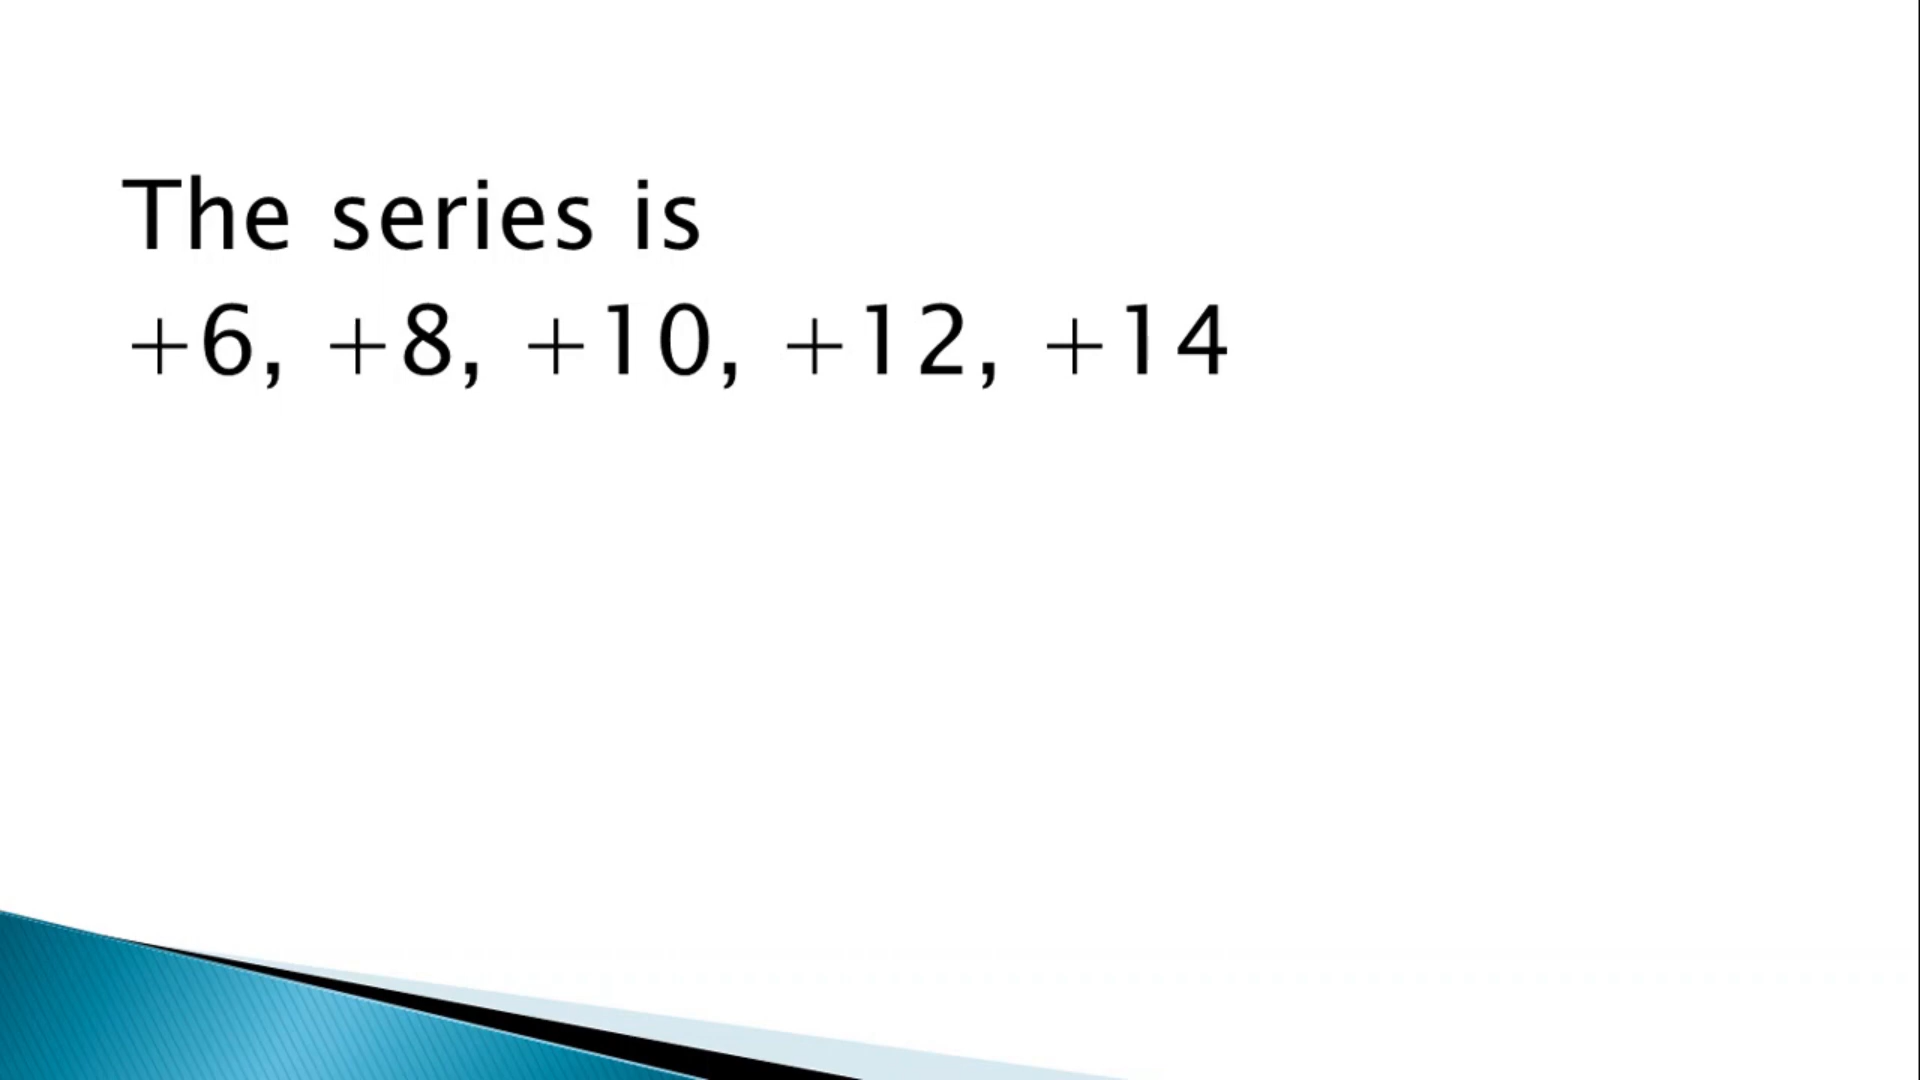 The series is
+6, +8, +10, +12, +14